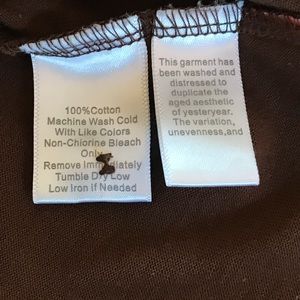 100%Cotton
Machine Wash Cold
With Like Colors
Non-Chlorine Bleach
Only
Remove Immediately
Tumble Dry Low
Low Iron if Needed
This garment has
been washed and
distressed to
duplicate the
aged aesthetic
of yesteryear.
The variation,
unevenness,and